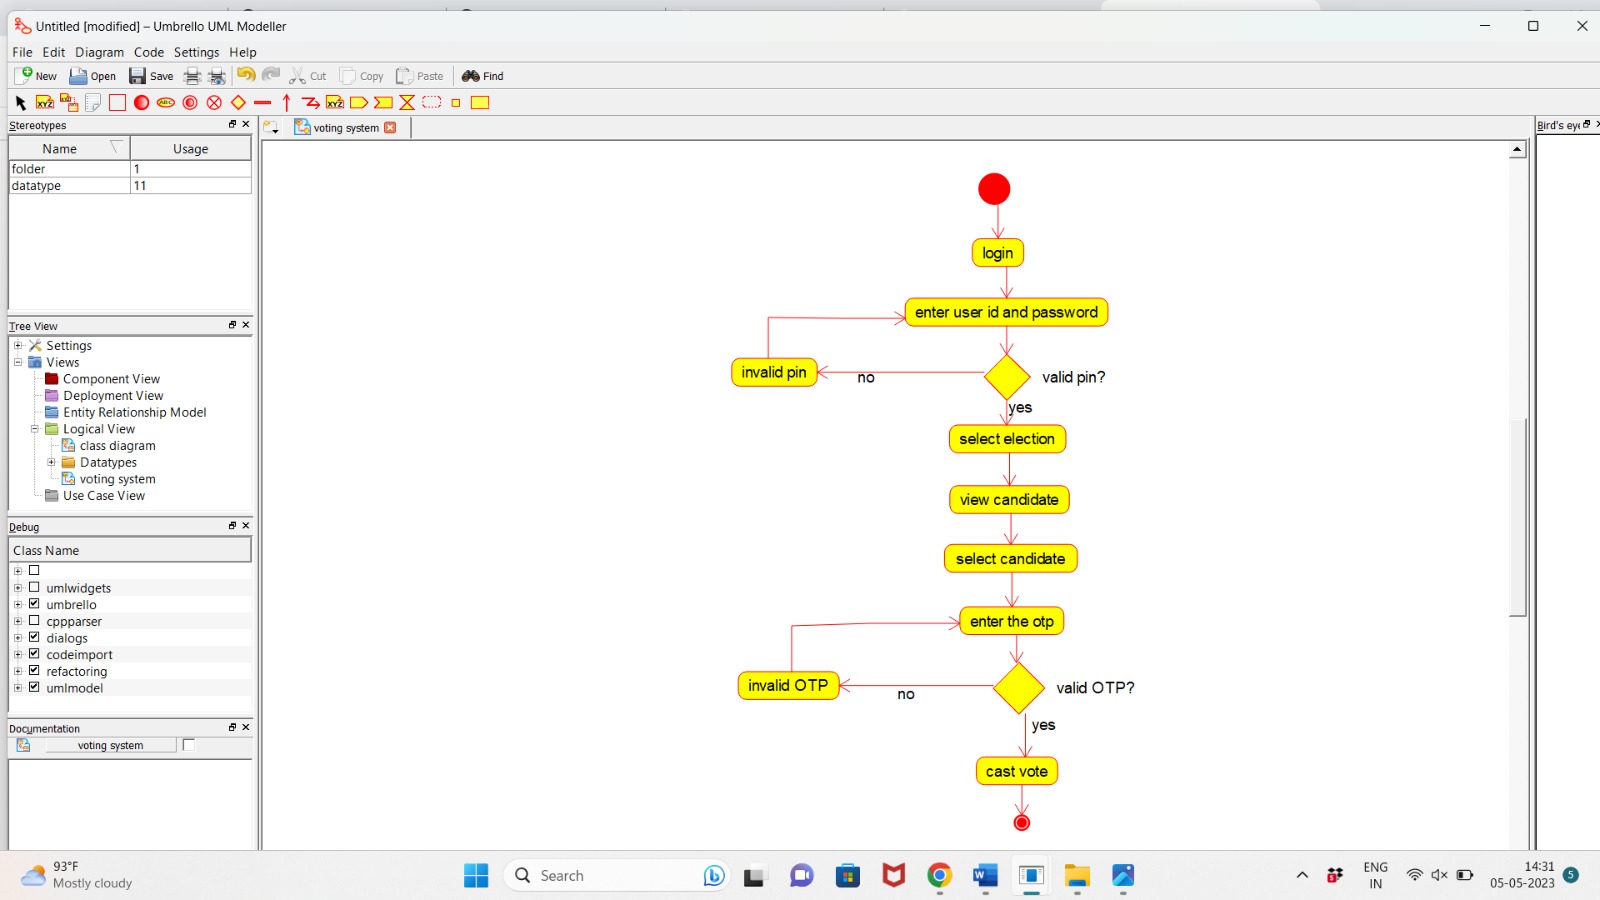 Untitled [modified] – Umbrello UML Modeller
File Edit Diagram Code Settings Help
New Open Save Cut Copy Paste Find
XYZ ABC XYZ
Stereotypes
Name Usage
folder 1
datatype 11
Tree View
Settings
Views
Component View
Deployment View
Entity Relationship Model
Logical View
class diagram
Datatypes
voting system
Use Case View
Debug
Class Name
umlwidgets
umbrello
cppparser
dialogs
codeimport
refactoring
umlmodel
Documentation
voting system
voting system
Bird's eye
login
enter user id and password
invalid pin
no
valid pin?
yes
select election
view candidate
select candidate
enter the otp
invalid OTP
no
valid OTP?
yes
cast vote
93°F
Mostly cloudy
Search
ENG
IN
14:31
05-05-2023
5